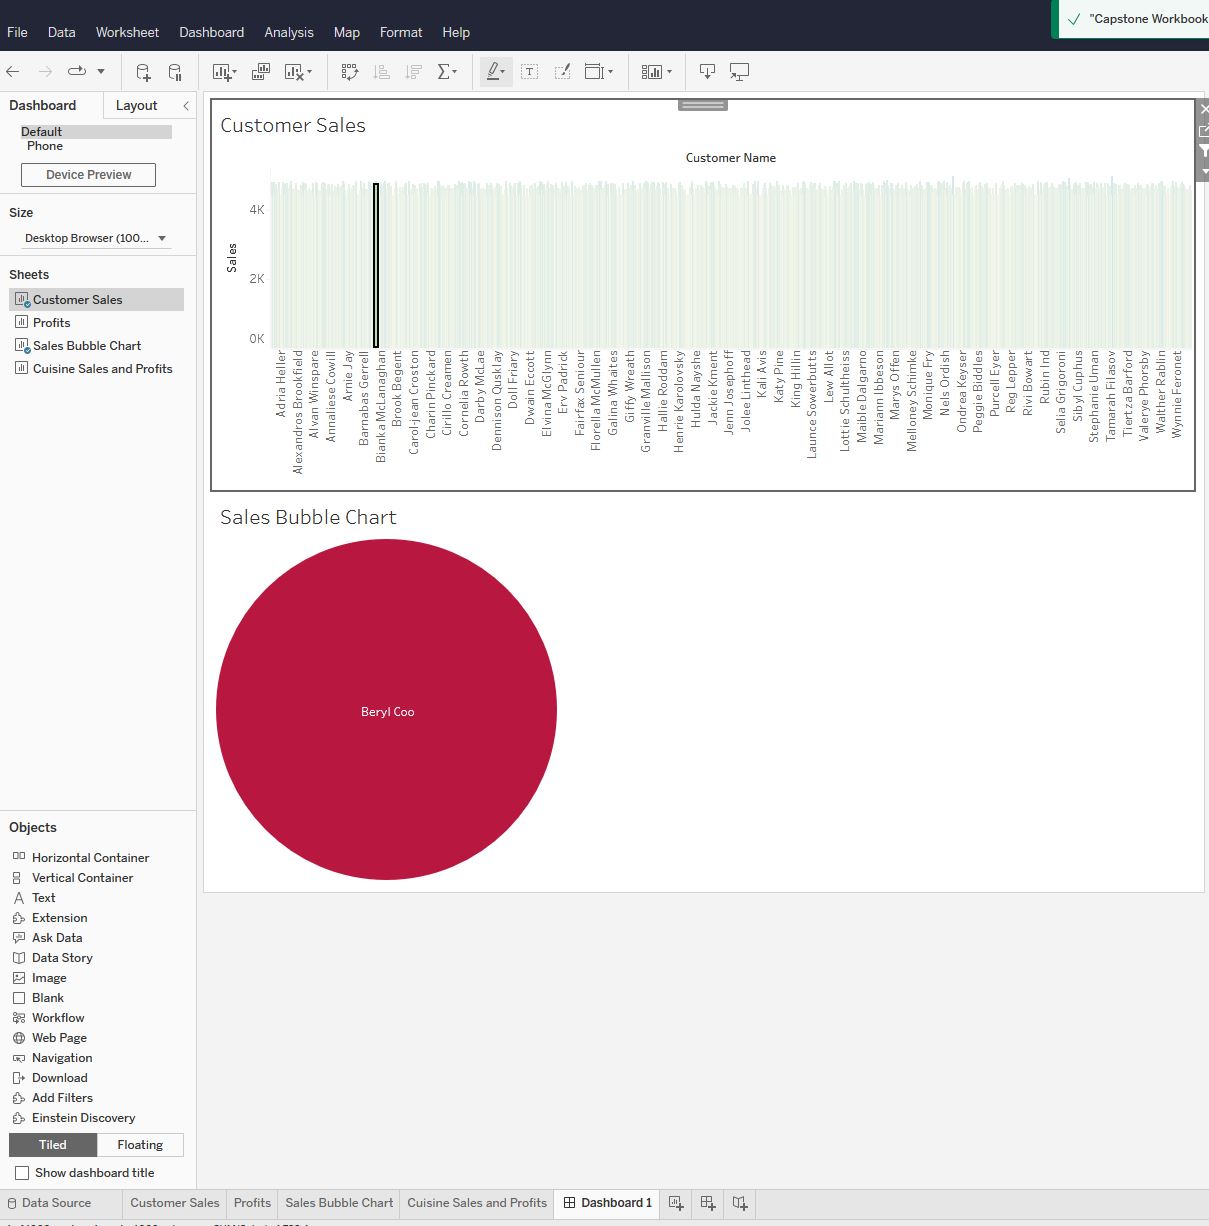 "Capstone Workbook
File Data Worksheet Dashboard Analysis Map Format Help
Dashboard Layout
Default
Phone
Device Preview
Size
Desktop Browser (100...
Sheets
Customer Sales
Profits
Sales Bubble Chart
Cuisine Sales and Profits
Customer Sales
Customer Name
Sales
4K
2K
0K
Adria Heller
Alexandros Brookfield
Alvan Winspare
Annaliese Cowill
Arnie Jay
Barnabas Gerrell
Bianka McLanaghan
Brook Begent
Carol-jean Croston
Charin Pinckard
Cirillo Creamen
Cornelia Rowth
Darby McLae
Dennison Qusklay
Doll Friary
Dwain Eccott
Elvina McGlynn
Erv Padrick
Fairfax Seniour
Florella McMullen
Galina Whaites
Giffy Wreath
Granville Mallison
Hallie Roddam
Henrie Karolovsky
Hulda Nayshe
Jackie Kment
Jenn Josephoff
Jolee Linthead
Kali Avis
Katy Pine
King Hillin
Launce Sowerbutts
Lew Allot
Lottie Schultheiss
Maible Dalgarno
Mariann Ibbeson
Marys Offen
Melloney Schimke
Monique Fry
Nels Ordish
Ondrea Keyser
Peggie Biddles
Purcell Eyer
Reg Lepper
Rivi Bowart
Rubin Ind
Selia Grigoroni
Sibyl Cuphus
Stephanie Uman
Tamarah Filasov
Tiertza Barford
Valerye Phorsby
Walther Rablin
Wynnie Feronet
Sales Bubble Chart
Beryl Coo
Objects
Horizontal Container
Vertical Container
Text
Extension
Ask Data
Data Story
Image
Blank
Workflow
Web Page
Navigation
Download
Add Filters
Einstein Discovery
Tiled Floating
Show dashboard title
Data Source Customer Sales Profits Sales Bubble Chart Cuisine Sales and Profits Dashboard 1